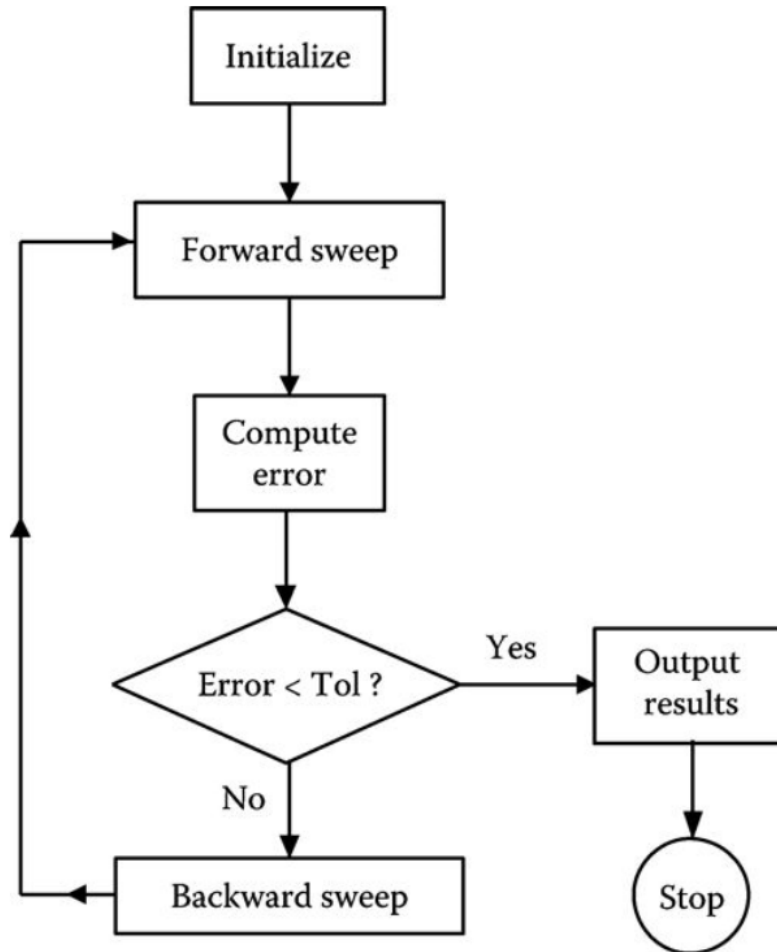 Initialize
Forward sweep
Compute
error
Error < Tol ?
Yes
Output
results
No
Backward sweep
Stop